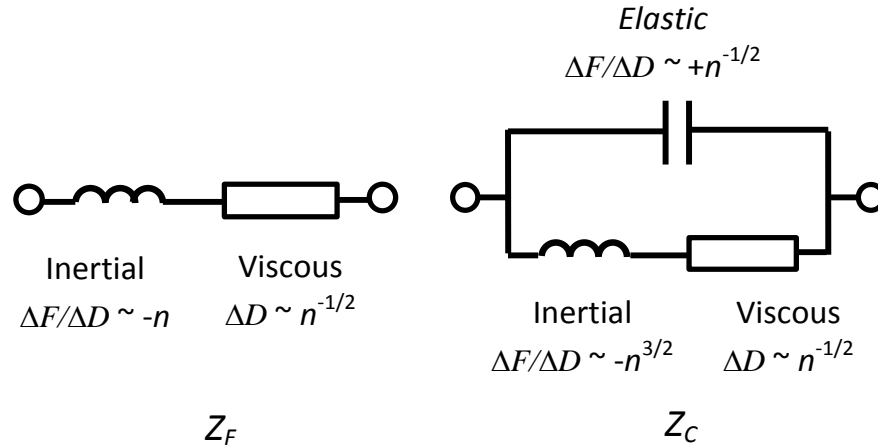 Elastic
ΔF/ΔD ~ +n^{-1/2}
Inertial Viscous
ΔF/ΔD ~ -n ΔD ~ n^{-1/2}
Z_F
Inertial Viscous
ΔF/ΔD ~ -n^{3/2} ΔD ~ n^{-1/2}
Z_C